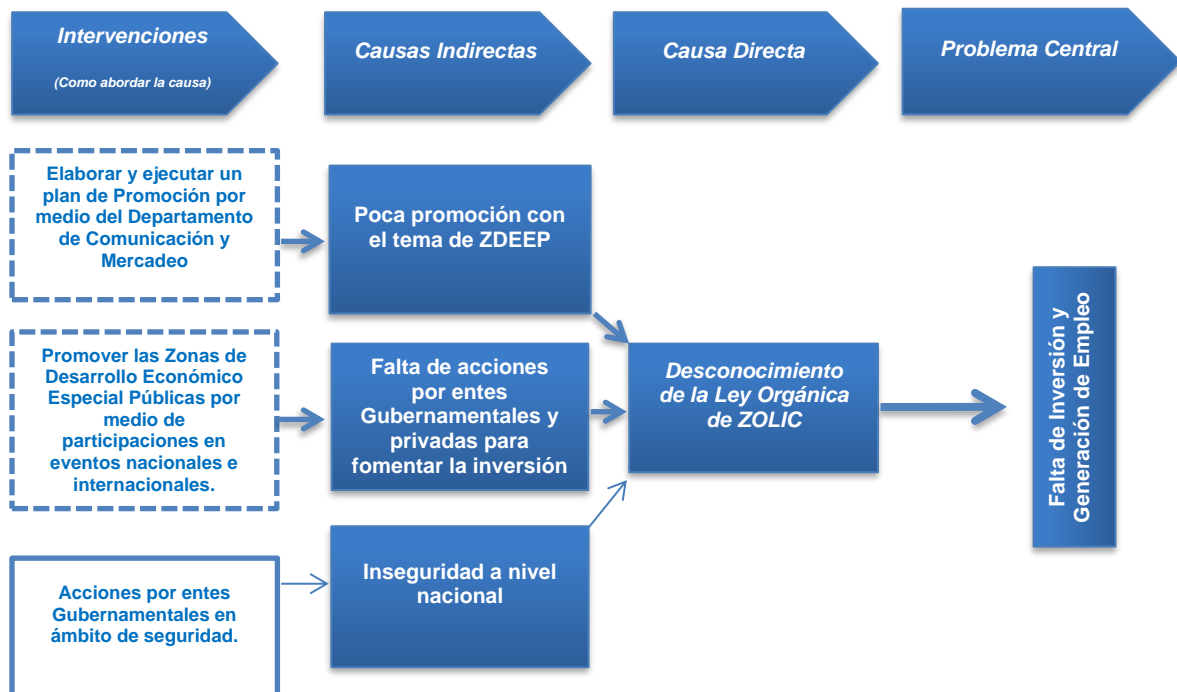 Intervenciones
(Como abordar la causa)
Causas Indirectas
Causa Directa
Problema Central
Elaborar y ejecutar un
plan de Promoción por
medio del Departamento
de Comunicación y
Mercadeo
Poca promoción con
el tema de ZDEEP
Promover las Zonas de
Desarrollo Económico
Especial Públicas por
medio de
participaciones en
eventos nacionales e
internacionales.
Falta de acciones
por entes
Gubernamentales y
privadas para
fomentar la inversión
Desconocimiento
de la Ley Orgánica
de ZOLIC
Falta de Inversión y
Generación de Empleo
Acciones por entes
Gubernamentales en
ámbito de seguridad.
Inseguridad a nivel
nacional